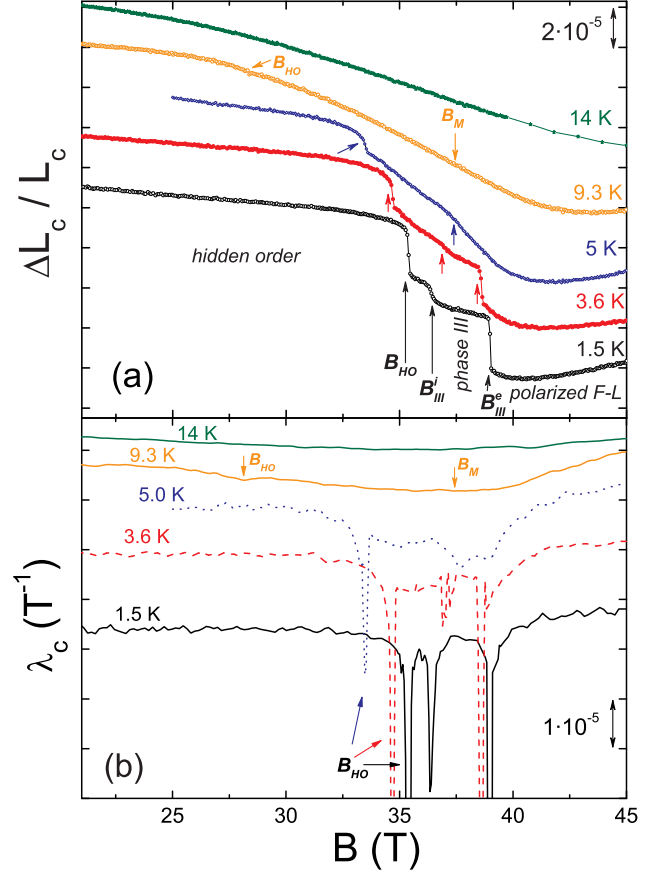 2·10⁻⁵
B_HO
14 K
B_M
ΔL_c / L_c
9.3 K
5 K
hidden order
3.6 K
phase III
1.5 K
(a)
B_HO
B^i_III
B^e_III
polarized F-L
14 K
9.3 K
B_HO
B_M
5.0 K
3.6 K
λ_c (T⁻¹)
1.5 K
1·10⁻⁵
(b)
B_HO
25 30 35 40 45
B (T)